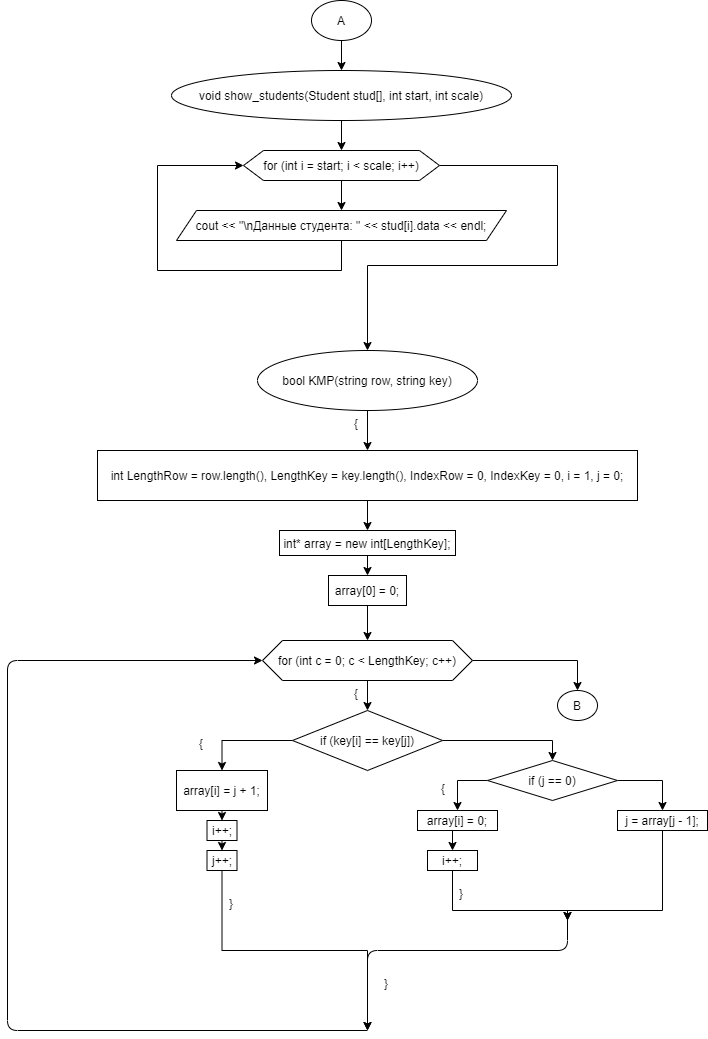 A
void show_students(Student stud[], int start, int scale)
for (int i = start; i < scale; i++)
cout << "\nДанные студента: " << stud[i].data << endl;
bool KMP(string row, string key)
{
int LengthRow = row.length(), LengthKey = key.length(), IndexRow = 0, IndexKey = 0, i = 1, j = 0;
int* array = new int[LengthKey];
array[0] = 0;
for (int c = 0; c < LengthKey; c++)
{
B
if (key[i] == key[j])
{
array[i] = j + 1;
i++;
j++;
}
if (j == 0)
{
array[i] = 0;
i++;
}
j = array[j - 1];
}